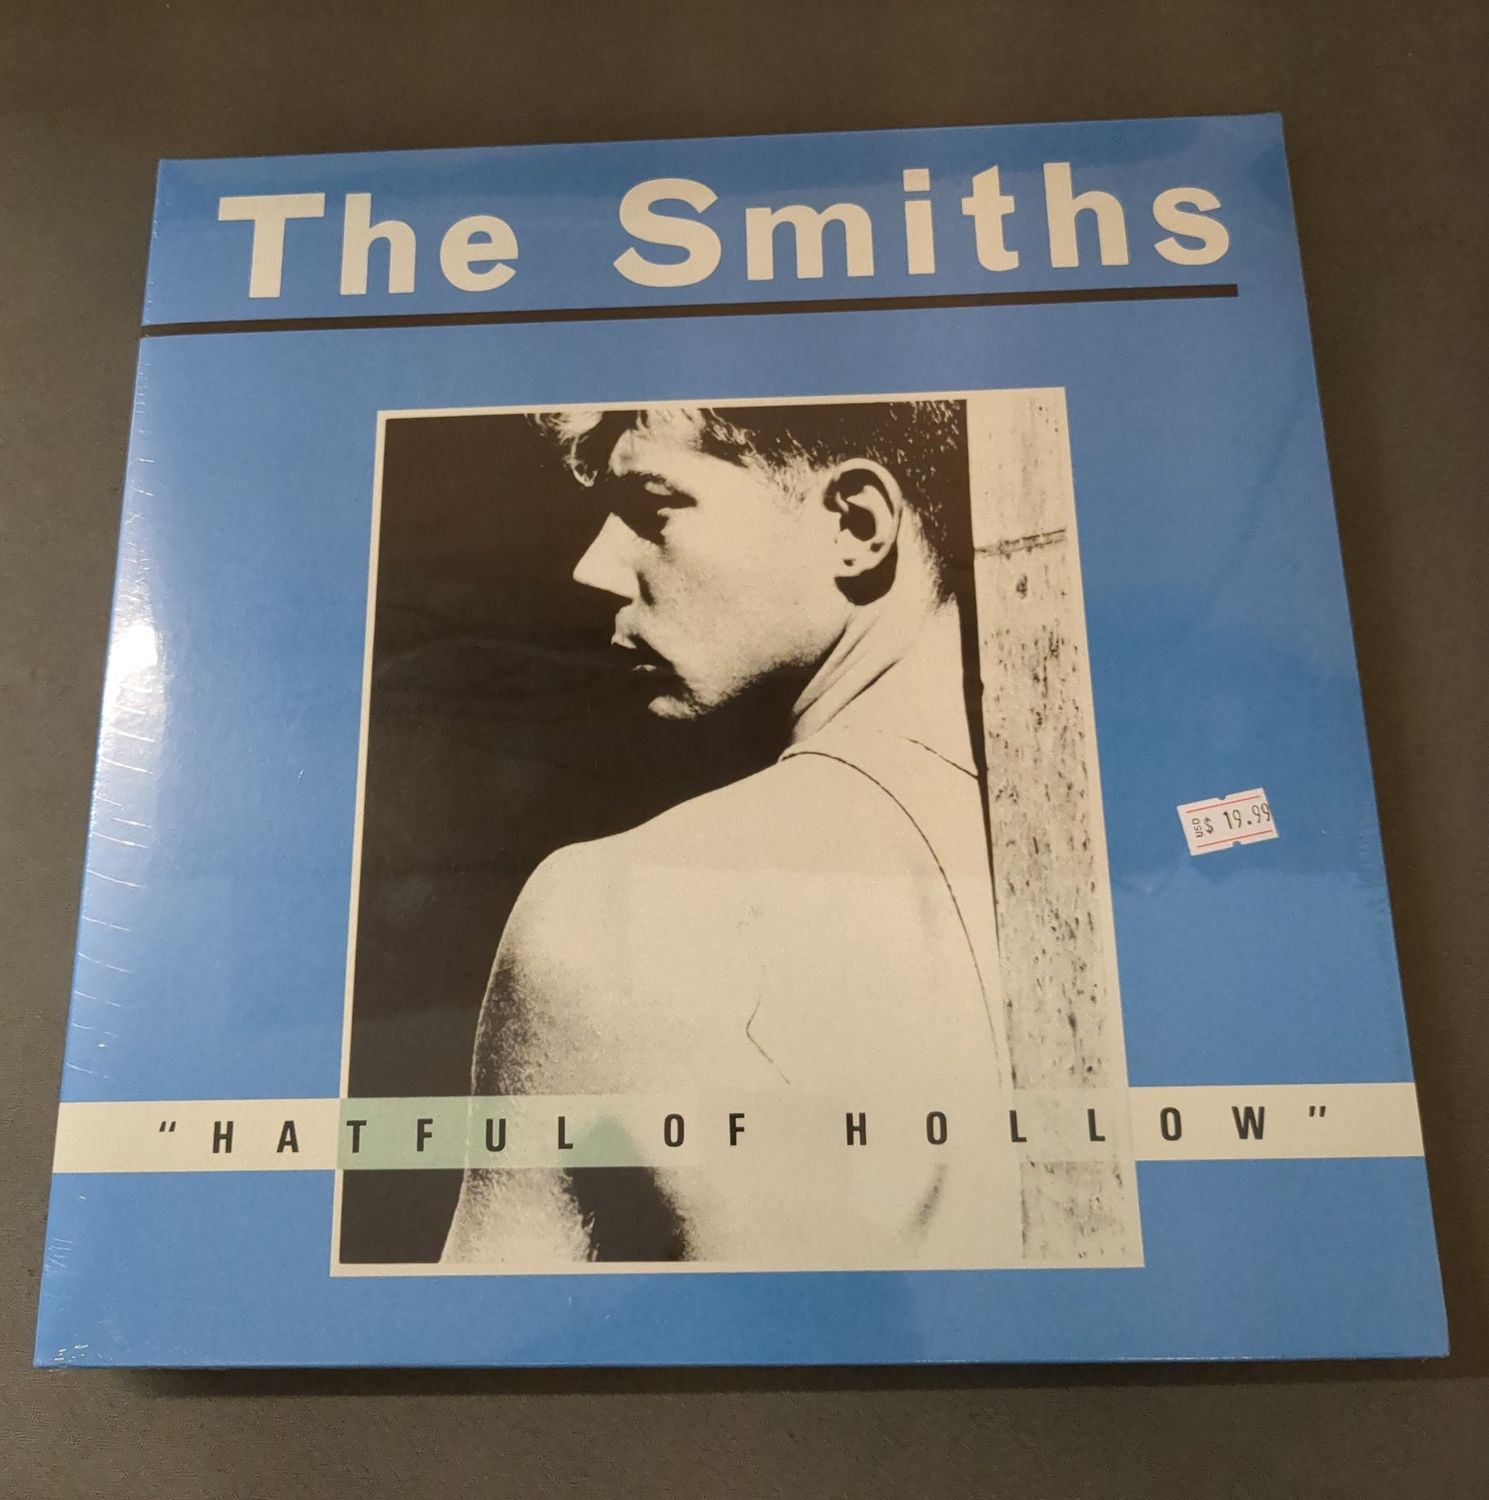 The Smiths
USD $ 19.99
"HATFUL OF HOLLOW"